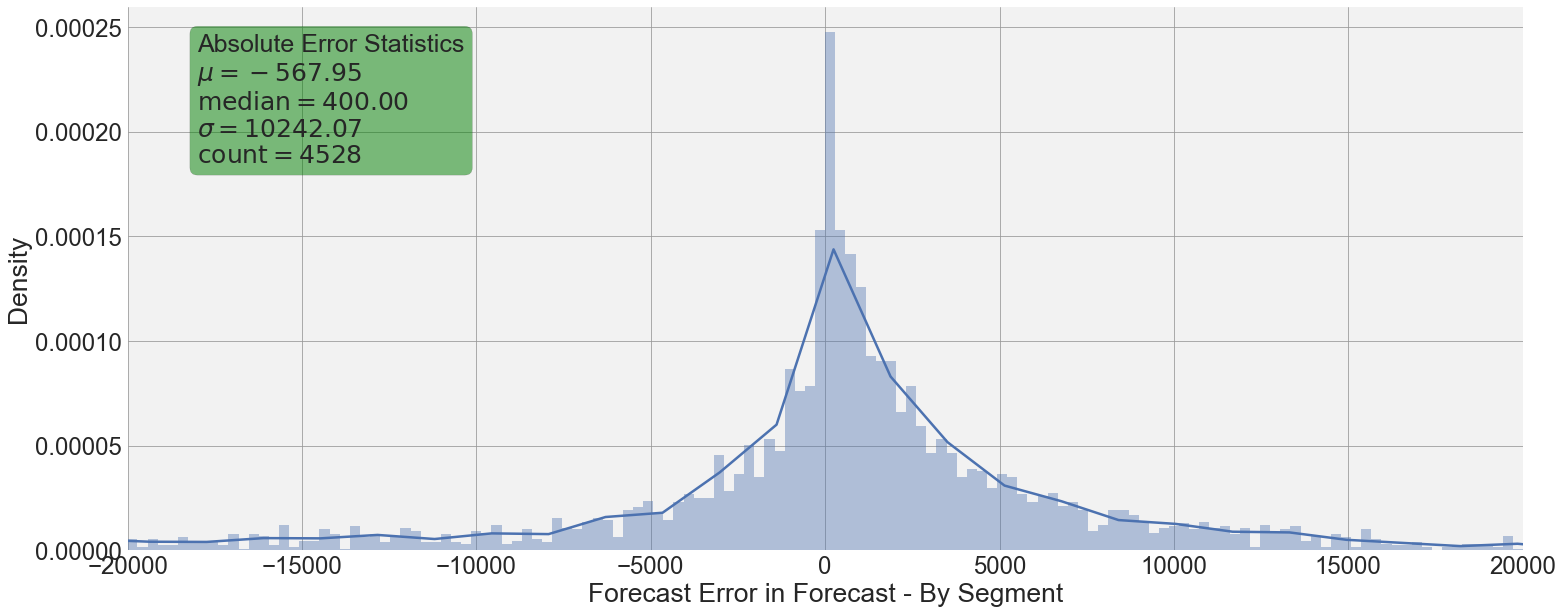 0.00025
0.00020
0.00015
0.00010
0.00005
0.00000
Density
Absolute Error Statistics
μ = −567.95
median = 400.00
σ = 10242.07
count = 4528
−20000 −15000 −10000 −5000 0 5000 10000 15000 20000
Forecast Error in Forecast - By Segment